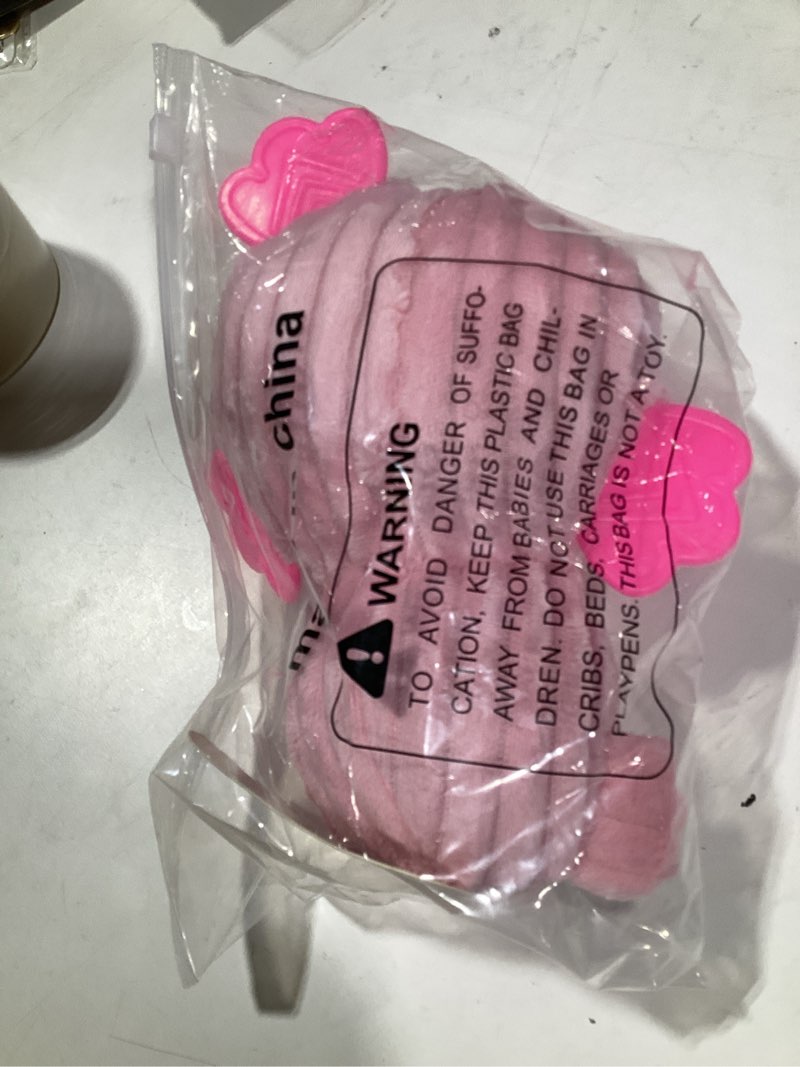 WARNING
TO AVOID DANGER OF SUFFO-
CATION, KEEP THIS PLASTIC BAG
AWAY FROM BABIES AND CHIL-
DREN. DO NOT USE THIS BAG IN
CRIBS, BEDS, CARRIAGES OR
PLAYPENS. THIS BAG IS NOT A TOY.
china